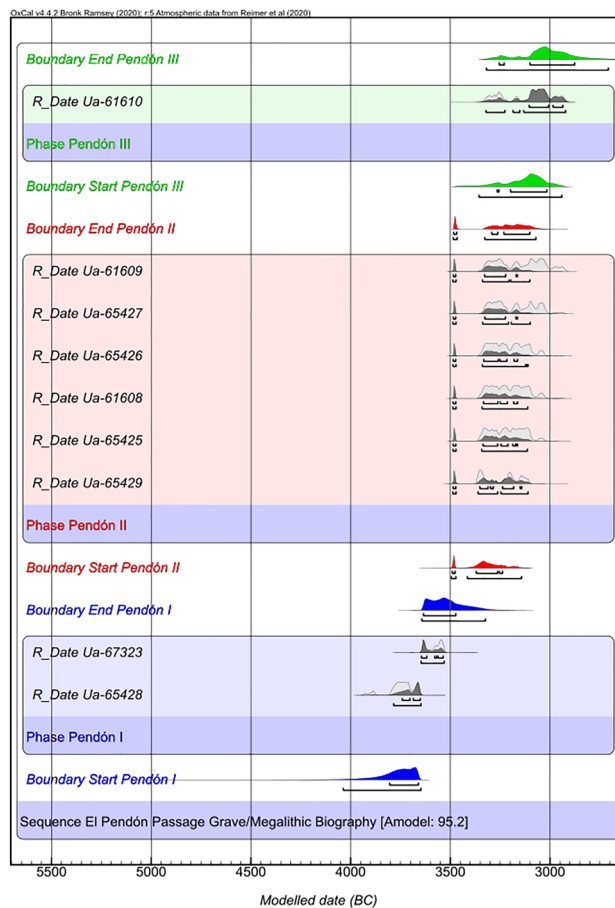 OxCal v4.4.2 Bronk Ramsey (2020); r:5 Atmospheric data from Reimer et al (2020)
Boundary End Pendón III
R_Date Ua-61610
Phase Pendón III
Boundary Start Pendón III
Boundary End Pendón II
R_Date Ua-61609
R_Date Ua-65427
R_Date Ua-65426
R_Date Ua-61608
R_Date Ua-65425
R_Date Ua-65429
Phase Pendón II
Boundary Start Pendón II
Boundary End Pendón I
R_Date Ua-67323
R_Date Ua-65428
Phase Pendón I
Boundary Start Pendón I
Sequence El Pendón Passage Grave/Megalithic Biography [Amodel: 95.2]
5500 5000 4500 4000 3500 3000
Modelled date (BC)